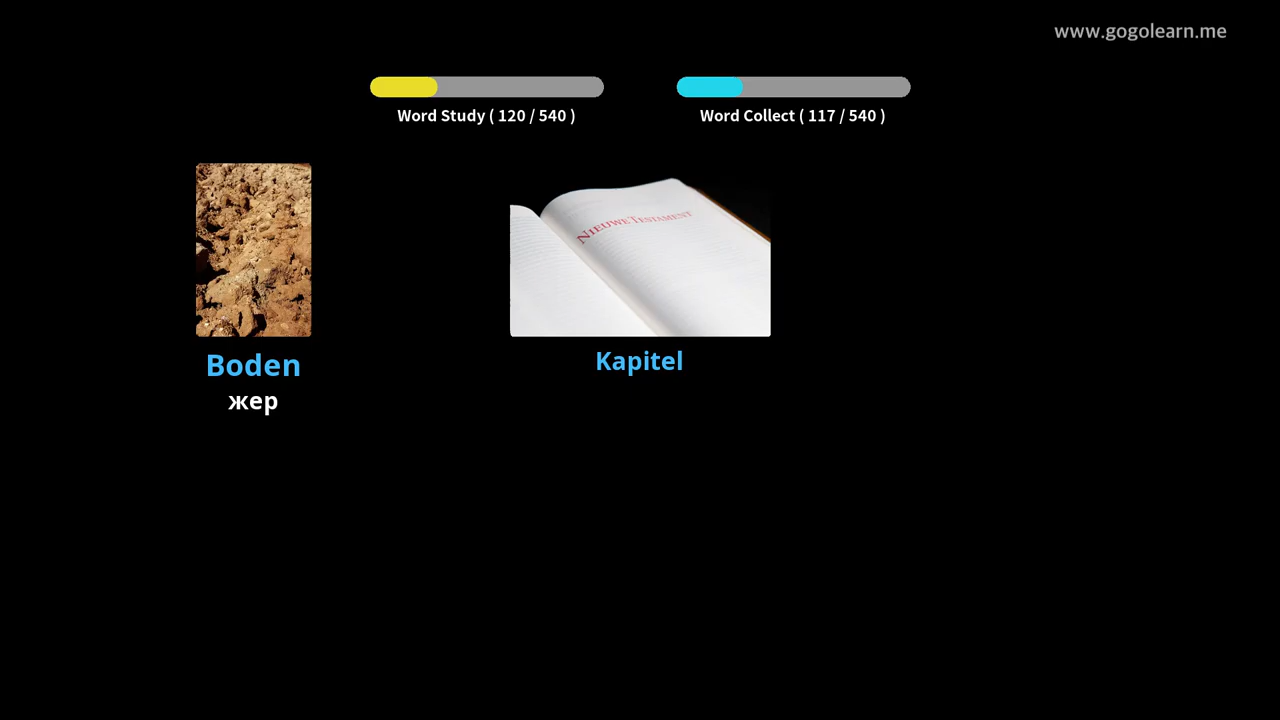 www.gogolearn.me
Word Study ( 120 / 540 )
Word Collect ( 117 / 540 )
NIEUWE TESTAMENT
Boden
жер
Kapitel